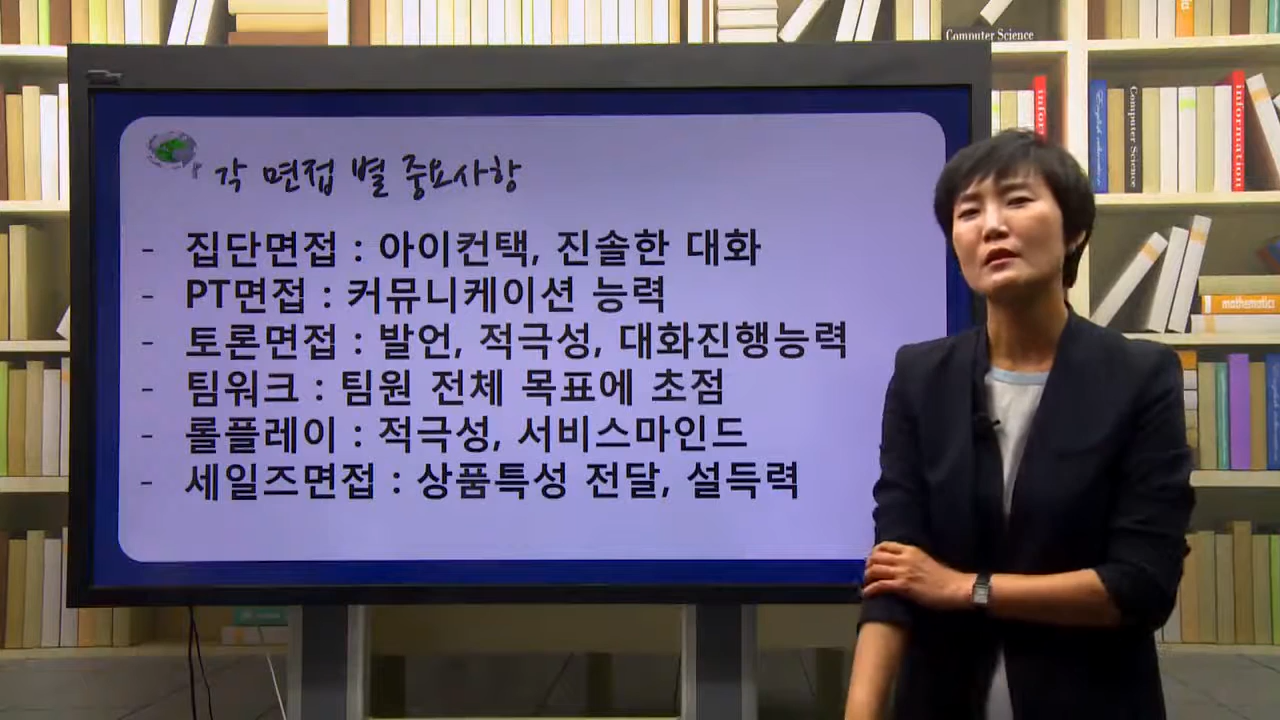 Computer Science
각 면접 별 중요사항
- 집단면접 : 아이컨택, 진솔한 대화
- PT면접 : 커뮤니케이션 능력
- 토론면접 : 발언, 적극성, 대화진행능력
- 팀워크 : 팀원 전체 목표에 초점
- 롤플레이 : 적극성, 서비스마인드
- 세일즈면접 : 상품특성 전달, 설득력
Computer Science
information
mathematics